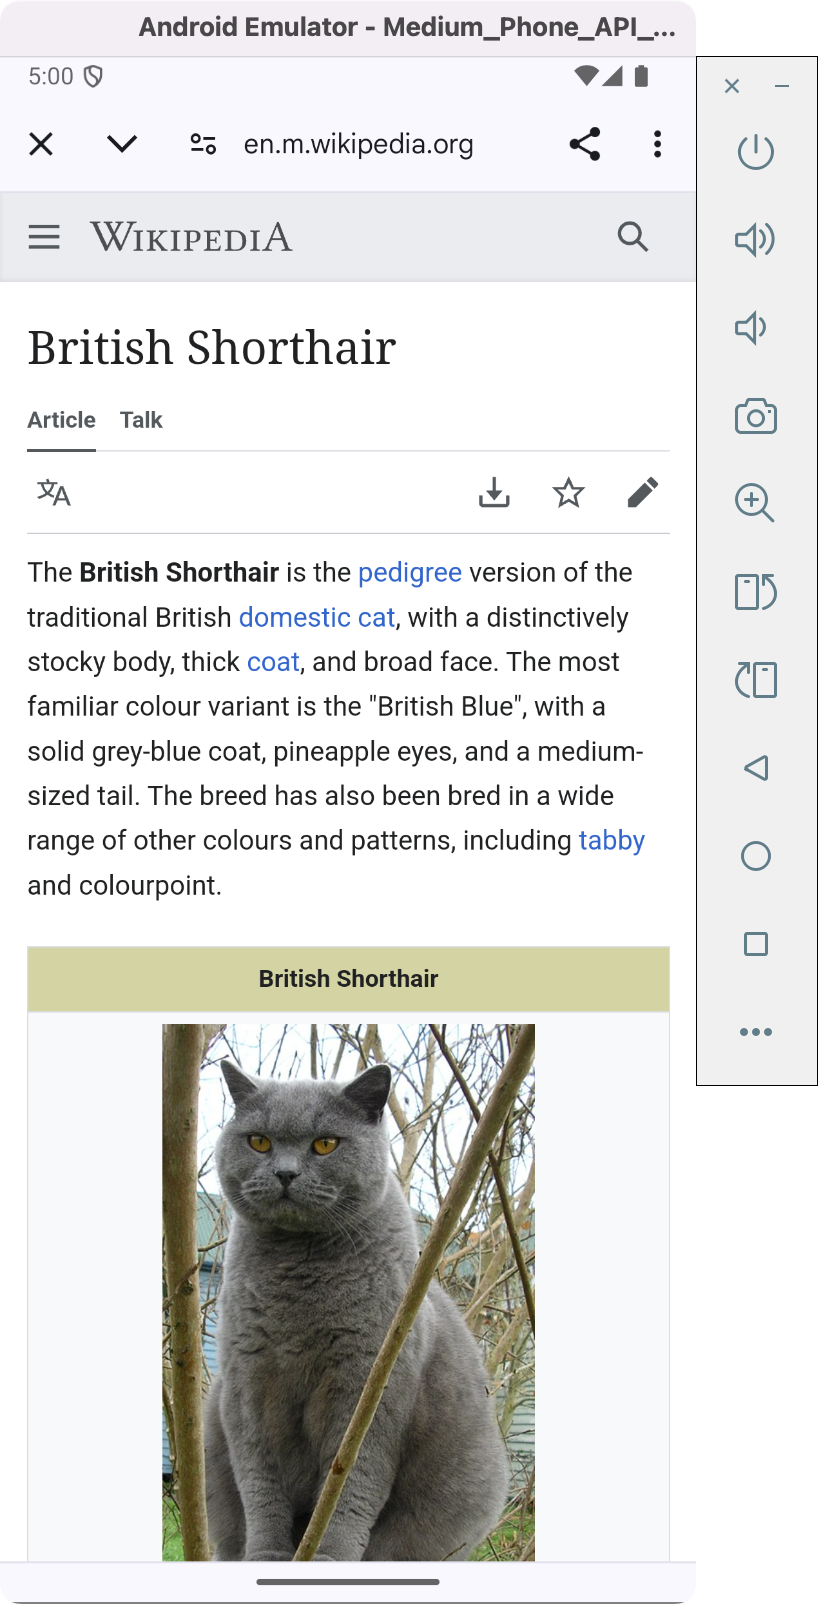 Android Emulator - Medium_Phone_API_...
5:00
en.m.wikipedia.org
WIKIPEDIA
British Shorthair
Article Talk
The British Shorthair is the pedigree version of the
traditional British domestic cat, with a distinctively
stocky body, thick coat, and broad face. The most
familiar colour variant is the "British Blue", with a
solid grey-blue coat, pineapple eyes, and a medium-
sized tail. The breed has also been bred in a wide
range of other colours and patterns, including tabby
and colourpoint.
British Shorthair